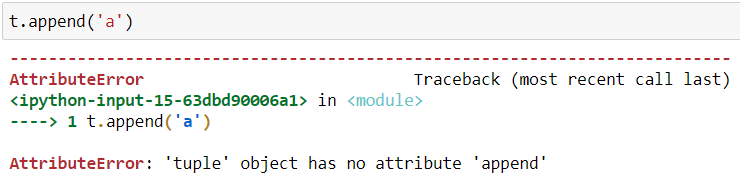 t.append('a')
---------------------------------------------------------------------------
AttributeError                            Traceback (most recent call last)
<ipython-input-15-63dbd90006a1> in <module>
----> 1 t.append('a')
AttributeError: 'tuple' object has no attribute 'append'